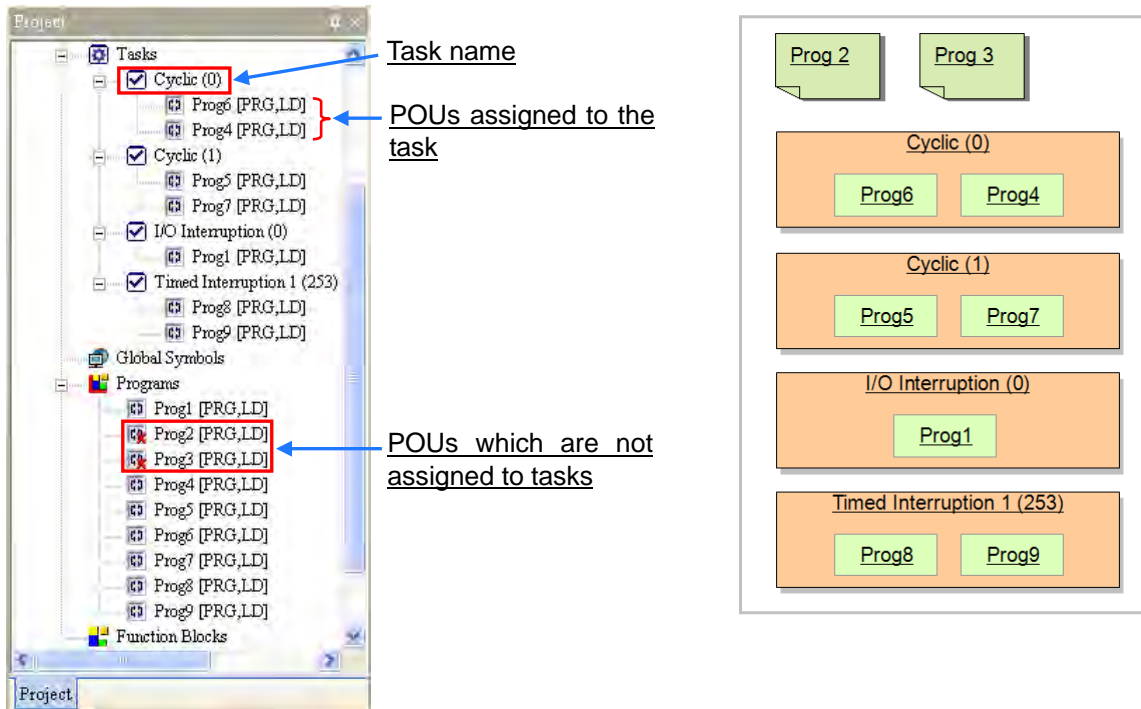 Project
Tasks
Cyclic (0)
Prog6 [PRG,LD]
Prog4 [PRG,LD]
Cyclic (1)
Prog5 [PRG,LD]
Prog7 [PRG,LD]
I/O Interruption (0)
Prog1 [PRG,LD]
Timed Interruption 1 (253)
Prog8 [PRG,LD]
Prog9 [PRG,LD]
Global Symbols
Programs
Prog1 [PRG,LD]
Prog2 [PRG,LD]
Prog3 [PRG,LD]
Prog4 [PRG,LD]
Prog5 [PRG,LD]
Prog6 [PRG,LD]
Prog7 [PRG,LD]
Prog8 [PRG,LD]
Prog9 [PRG,LD]
Function Blocks
Project
Task name
POUs assigned to the
task
POUs which are not
assigned to tasks
Prog 2
Prog 3
Cyclic (0)
Prog6
Prog4
Cyclic (1)
Prog5
Prog7
I/O Interruption (0)
Prog1
Timed Interruption 1 (253)
Prog8
Prog9